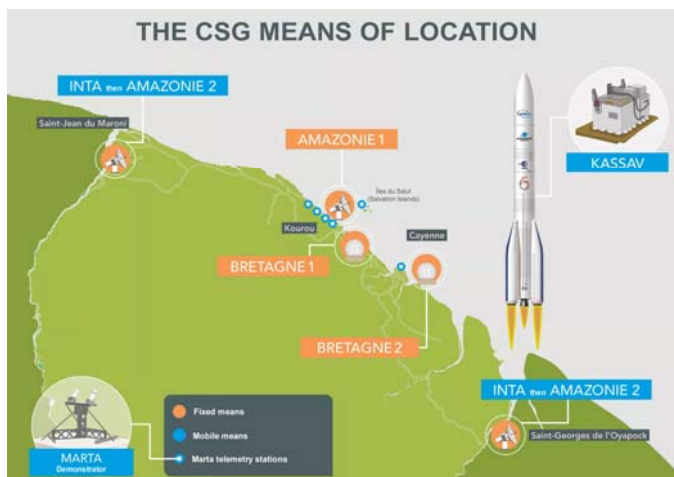 THE CSG MEANS OF LOCATION
INTA then AMAZONIE 2
Saint-Jean du Maroni
AMAZONIE 1
KASSAV
Îles du Salut
(Salvation Islands)
Kourou
Cayenne
BRETAGNE 1
BRETAGNE 2
INTA then AMAZONIE 2
Saint-Georges de l'Oyapock
Fixed means
Mobile means
Marta telemetry stations
MARTA
Demonstrator